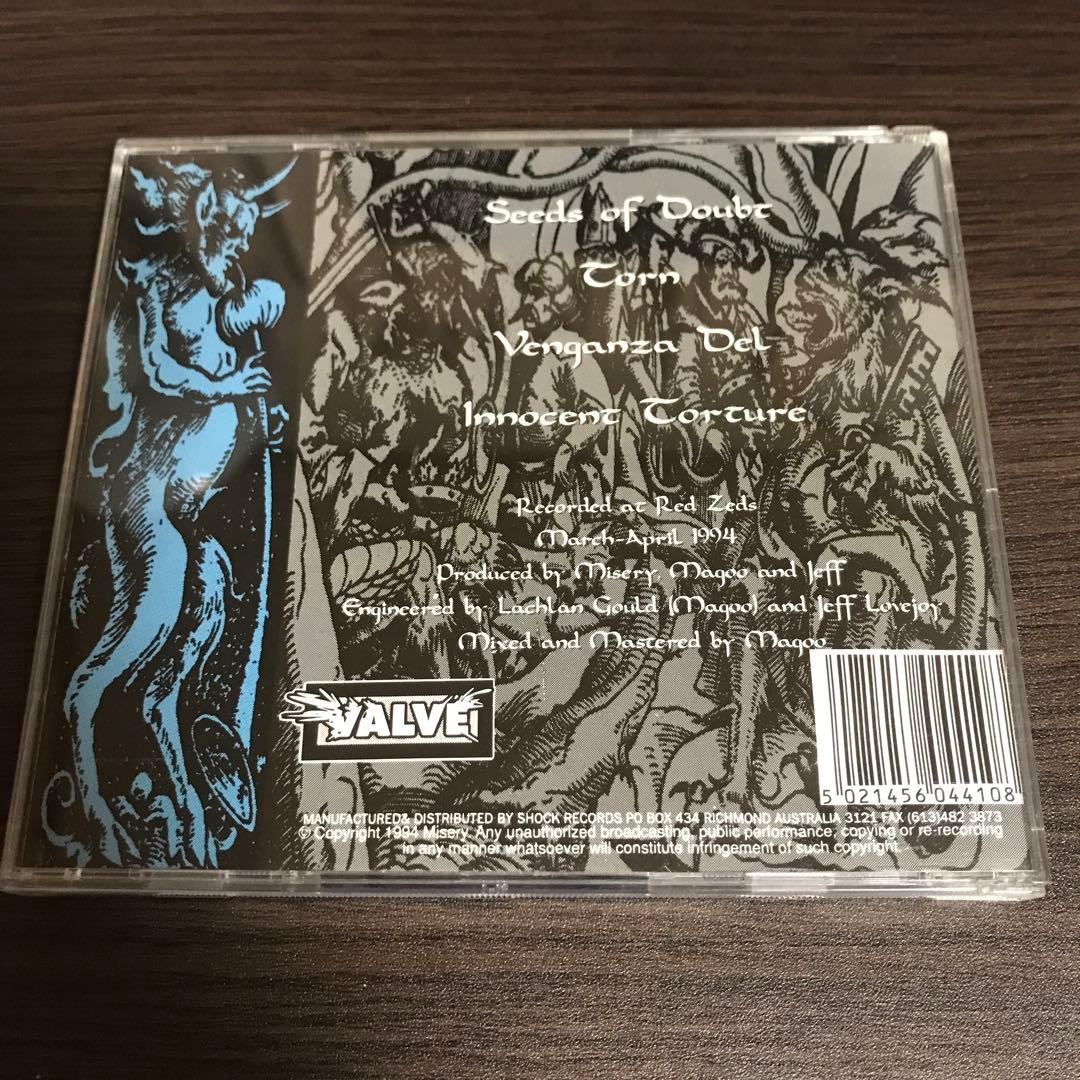 Seeds of Doubt
Torn
Venganza Del
Innocent Torture
Recorded at Red Zeds
March-April 1994
Produced by Misery, Magoo and Jeff
Engineered by Lachlan Gould (Magoo) and Jeff Lovejoy
Mixed and Mastered by Magoo
VALVE
5 021456 044108
MANUFACTURED& DISTRIBUTED BY SHOCK RECORDS PO BOX 434 RICHMOND AUSTRALIA 3121 FAX (613)482 3873
© Copyright 1994 Misery. Any unauthorized broadcasting, public performance, copying or re-recording
in any manner whatsoever will constitute infringement of such copyright.